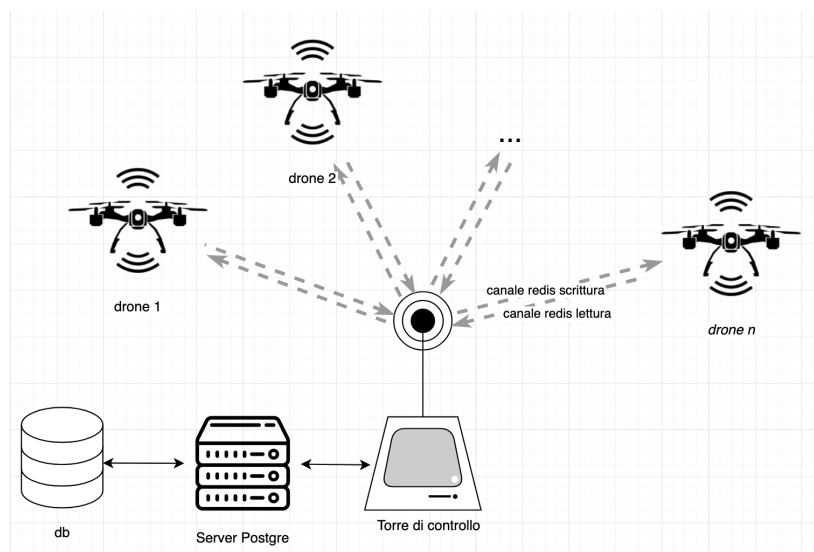 ...
drone 2
drone 1
canale redis scrittura
canale redis lettura
drone n
db
Server Postgre
Torre di controllo